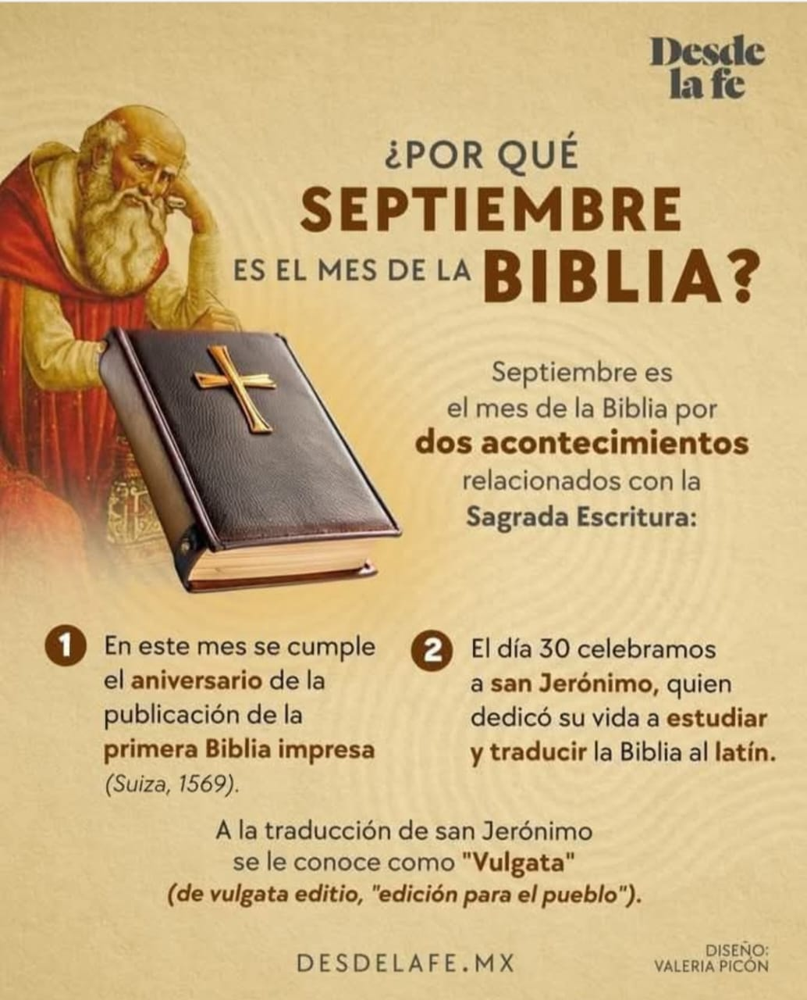 Desde
la fe
¿POR QUÉ
SEPTIEMBRE
ES EL MES DE LA BIBLIA?
Septiembre es
el mes de la Biblia por
dos acontecimientos
relacionados con la
Sagrada Escritura:
1 En este mes se cumple
el aniversario de la
publicación de la
primera Biblia impresa
(Suiza, 1569).
2 El día 30 celebramos
a san Jerónimo, quien
dedicó su vida a estudiar
y traducir la Biblia al latín.
A la traducción de san Jerónimo
se le conoce como "Vulgata"
(de vulgata editio, "edición para el pueblo").
DESDELAFE.MX
DISEÑO:
VALERIA PICÓN